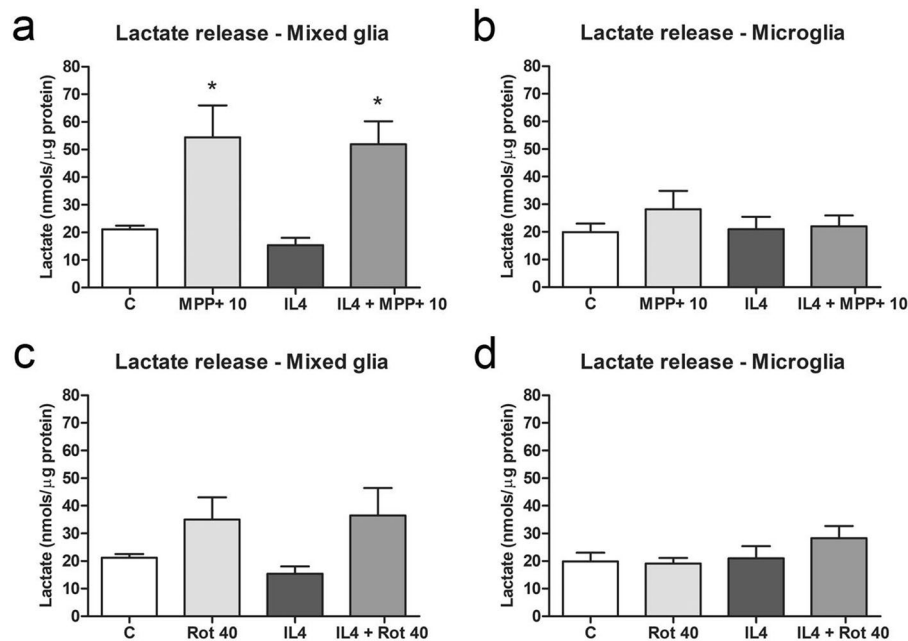 a
Lactate release - Mixed glia
Lactate (nmols/μg protein)
80
70
60
50
40
30
20
10
0
*
*
C
MPP+ 10
IL4
IL4 + MPP+ 10
b
Lactate release - Microglia
Lactate (nmols/μg protein)
80
70
60
50
40
30
20
10
0
C
MPP+ 10
IL4
IL4 + MPP+ 10
c
Lactate release - Mixed glia
Lactate (nmols/μg protein)
80
70
60
50
40
30
20
10
0
C
Rot 40
IL4
IL4 + Rot 40
d
Lactate release - Microglia
Lactate (nmols/μg protein)
80
70
60
50
40
30
20
10
0
C
Rot 40
IL4
IL4 + Rot 40